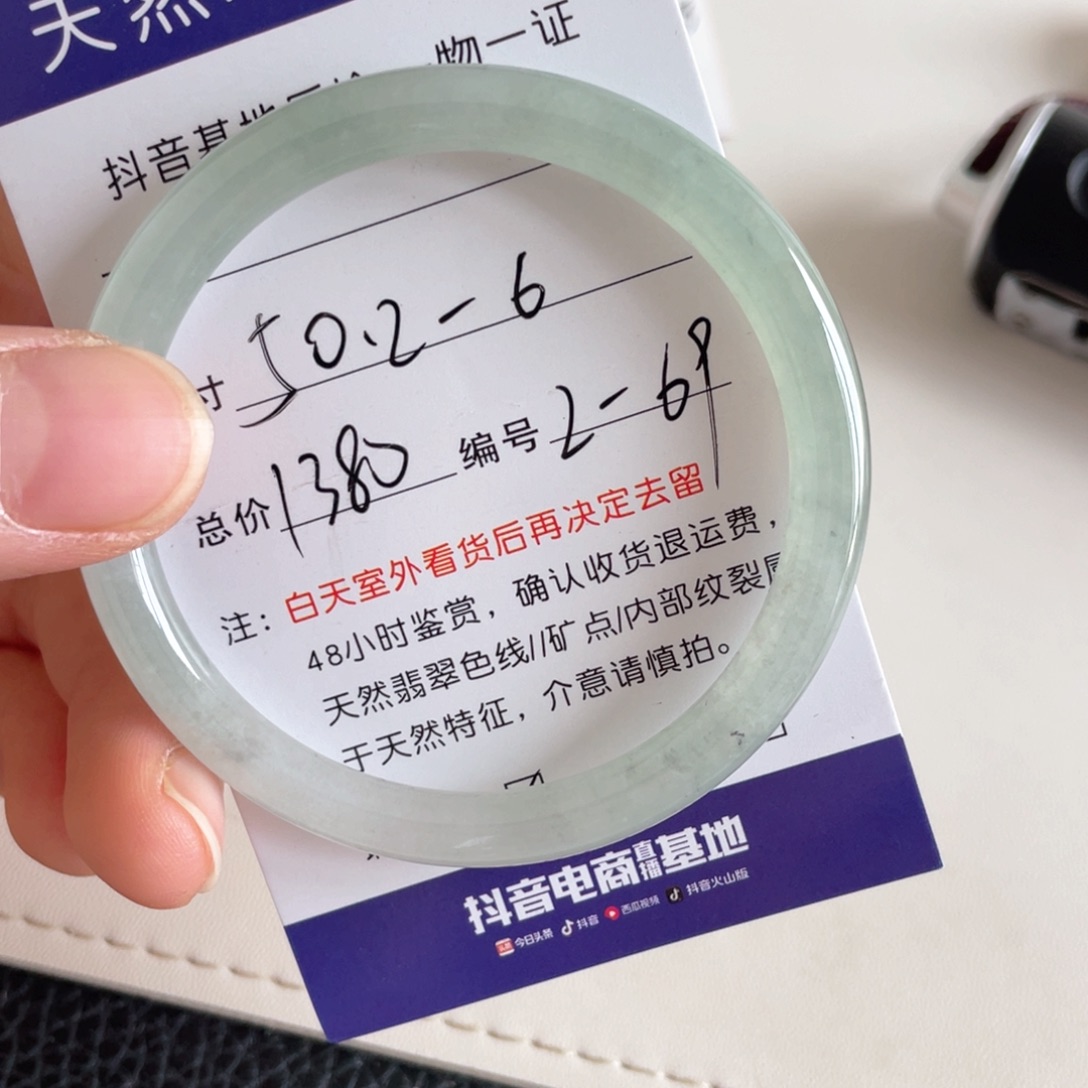 天然
抖音基地 物一证
寸 50.2-6
总价 1380 编号 2-69
注：白天室外看货后再决定去留
48小时鉴赏，确认收货退运费，
天然翡翠色线//矿点/内部纹裂属
于天然特征，介意请慎拍。
抖音电商直播基地
头条 今日头条 抖音 西瓜视频 抖音火山版